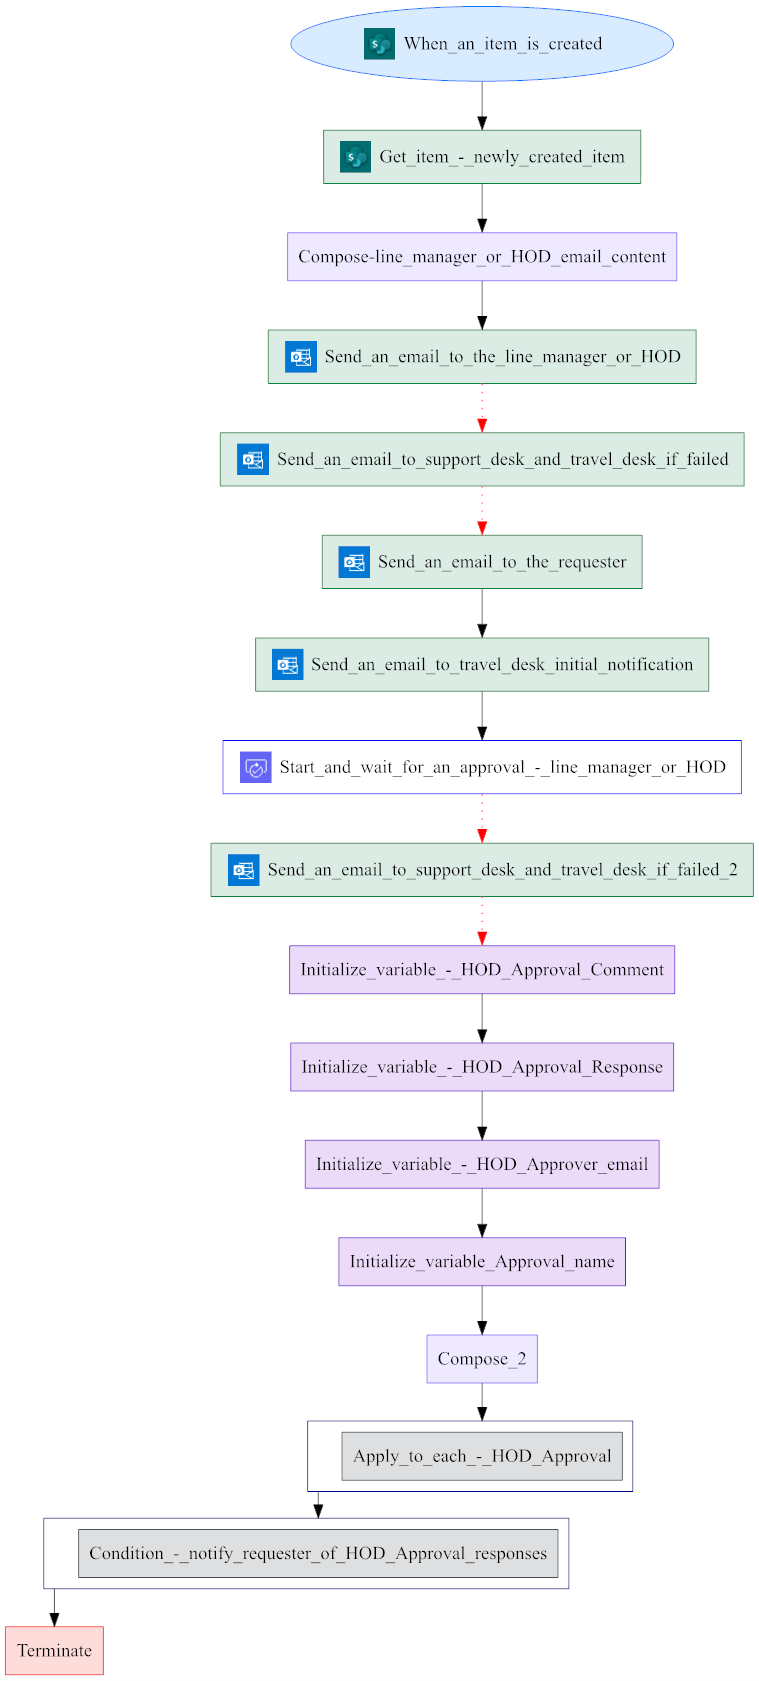 When_an_item_is_created
Get_item_-_newly_created_item
Compose-line_manager_or_HOD_email_content
Send_an_email_to_the_line_manager_or_HOD
Send_an_email_to_support_desk_and_travel_desk_if_failed
Send_an_email_to_the_requester
Send_an_email_to_travel_desk_initial_notification
Start_and_wait_for_an_approval_-_line_manager_or_HOD
Send_an_email_to_support_desk_and_travel_desk_if_failed_2
Initialize_variable_-_HOD_Approval_Comment
Initialize_variable_-_HOD_Approval_Response
Initialize_variable_-_HOD_Approver_email
Initialize_variable_Approval_name
Compose_2
Apply_to_each_-_HOD_Approval
Condition_-_notify_requester_of_HOD_Approval_responses
Terminate